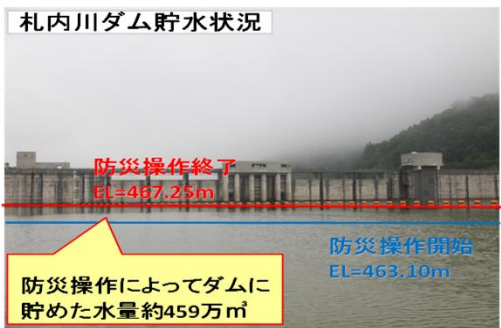 札内川ダム貯水状況
防災操作終了
EL=467.25m
防災操作開始
EL=463.10m
防災操作によってダムに
貯めた水量約459万㎥